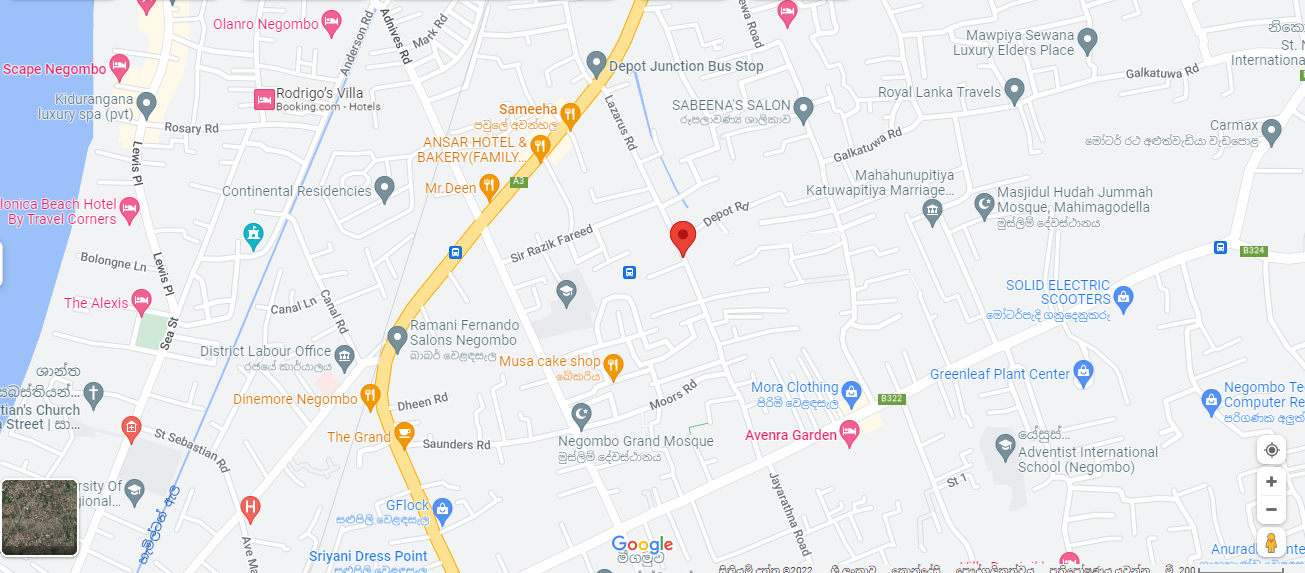 Olanro Negombo
Anderson Rd
Adnives Rd
Mark Rd
Scape Negombo
Depot Junction Bus Stop
ewa Road
Mawpiya Sewana
Luxury Elders Place
නිකො
St. N
Internationa
Galkatuwa Rd
Kidurangana
luxury spa (pvt)
Rodrigo's Villa
Booking.com - Hotels
Rosary Rd
Sameeha
පවුලේ අවන්හල
ANSAR HOTEL &
BAKERY(FAMILY...
Lazarus Rd
SABEENA'S SALON
රූපලාවණ්‍ය ශාලිකාව
Royal Lanka Travels
Galkatuwa Rd
Carmax
මෝටර් රථ අළුත්වැඩියා වැඩපොළ
Lewis Pl
Continental Residencies
Mr.Deen
A3
Mahahunupitiya
Katuwapitiya Marriage...
Masjidul Hudah Jummah
Mosque, Mahimagodella
මුස්ලිම් දේවස්ථානය
lonica Beach Hotel
By Travel Corners
Depot Rd
Sir Razik Fareed
B324
Bolongne Ln
Lewis Pl
The Alexis
Canal Ln
Canal Rd
Sea St
SOLID ELECTRIC
SCOOTERS
මෝටර්පැදි ගනුදෙනුකරු
Ramani Fernando
Salons Negombo
බාබර් වෙළඳසැල
District Labour Office
රජයේ කාර්යාලය
Musa cake shop
බේකරිය
ශාන්ත
සබස්තියන්...
tian's Church
Street | සා...
Dinemore Negombo
Dheen Rd
Moors Rd
Mora Clothing
පිරිමි වෙළඳසැල
B322
Greenleaf Plant Center
Negombo Te
Computer Re
පරිගණක අලුත්
The Grand
Saunders Rd
Negombo Grand Mosque
මුස්ලිම් දේවස්ථානය
Avenra Garden
St Sebastian Rd
යේසුස්...
Adventist International
School (Negombo)
St 1
Jayarathna Road
rsity Of
gional...
හැමිල්ටන් ඇල
H
GFlock
සළුපිලි වෙළඳසැල
Ave Ma
Sriyani Dress Point
Google
මීගමුව
Anuradh
nter